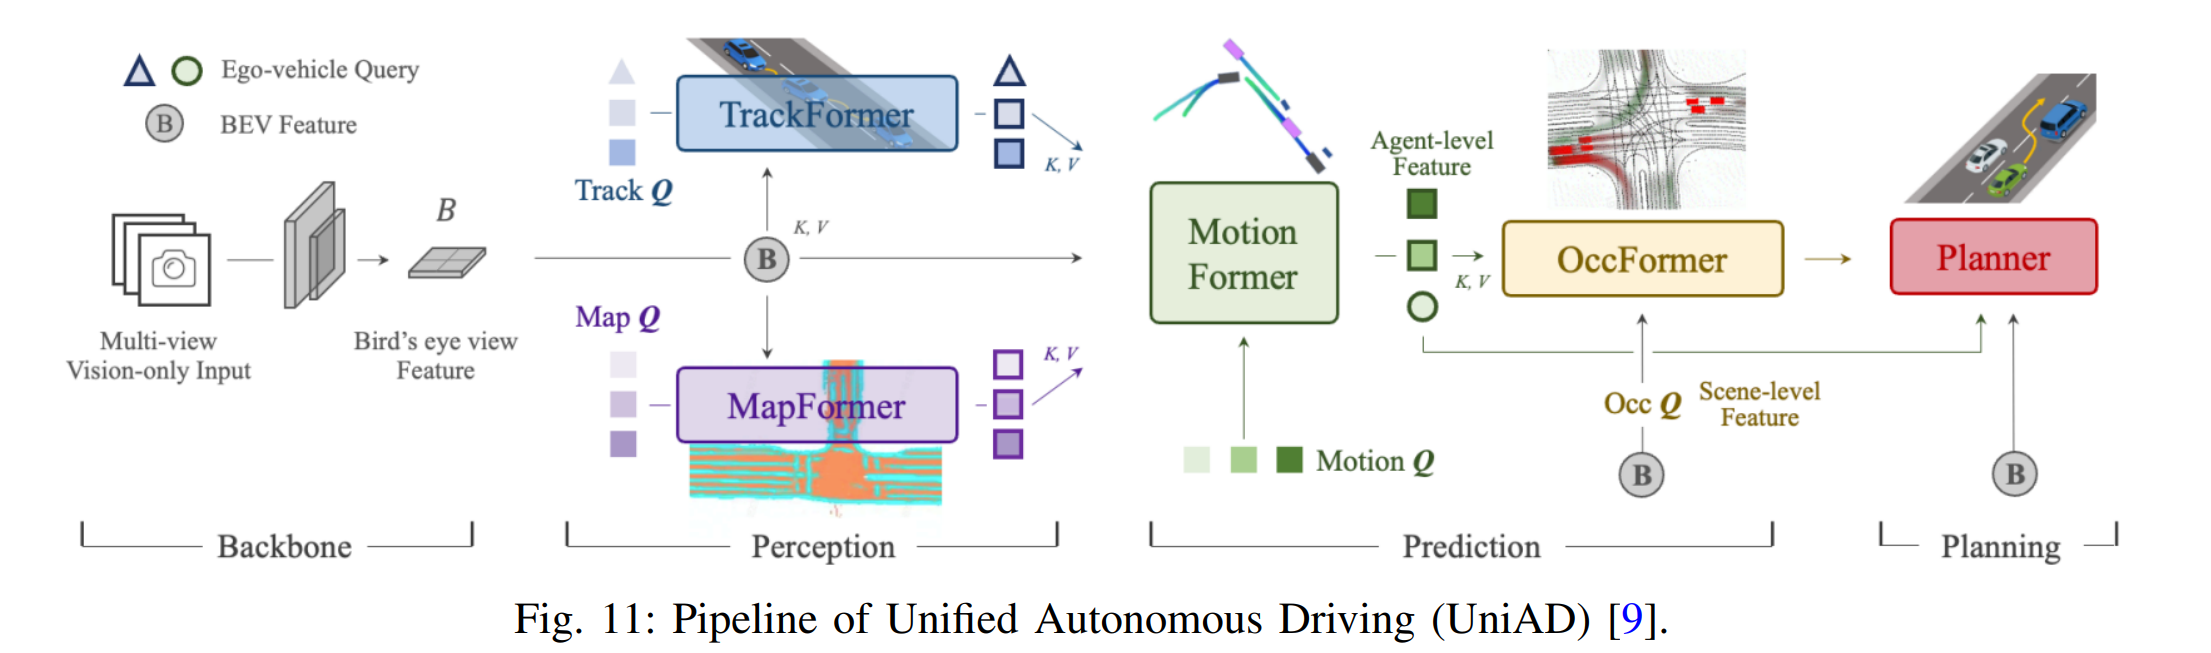 Ego-vehicle Query
B
BEV Feature
B
Multi-view
Vision-only Input
Bird's eye view
Feature
Backbone
TrackFormer
Track Q
K, V
K, V
B
Map Q
MapFormer
K, V
Perception
Motion
Former
Agent-level
Feature
K, V
Motion Q
OccFormer
Occ Q
Scene-level
Feature
B
Prediction
Planner
B
Planning
Fig. 11: Pipeline of Unified Autonomous Driving (UniAD) [9].